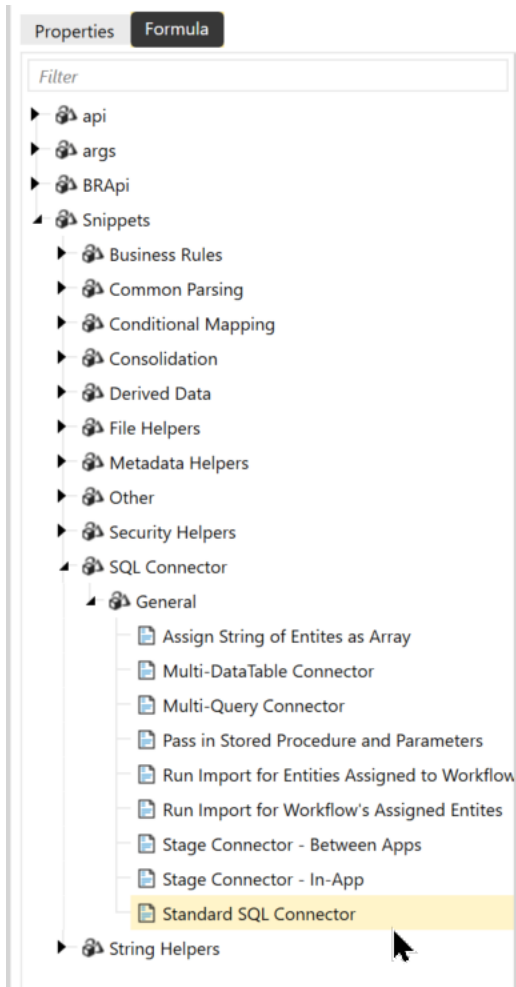 Properties Formula
Filter
api
args
BRApi
Snippets
Business Rules
Common Parsing
Conditional Mapping
Consolidation
Derived Data
File Helpers
Metadata Helpers
Other
Security Helpers
SQL Connector
General
Assign String of Entites as Array
Multi-DataTable Connector
Multi-Query Connector
Pass in Stored Procedure and Parameters
Run Import for Entities Assigned to Workflow
Run Import for Workflow's Assigned Entites
Stage Connector - Between Apps
Stage Connector - In-App
Standard SQL Connector
String Helpers